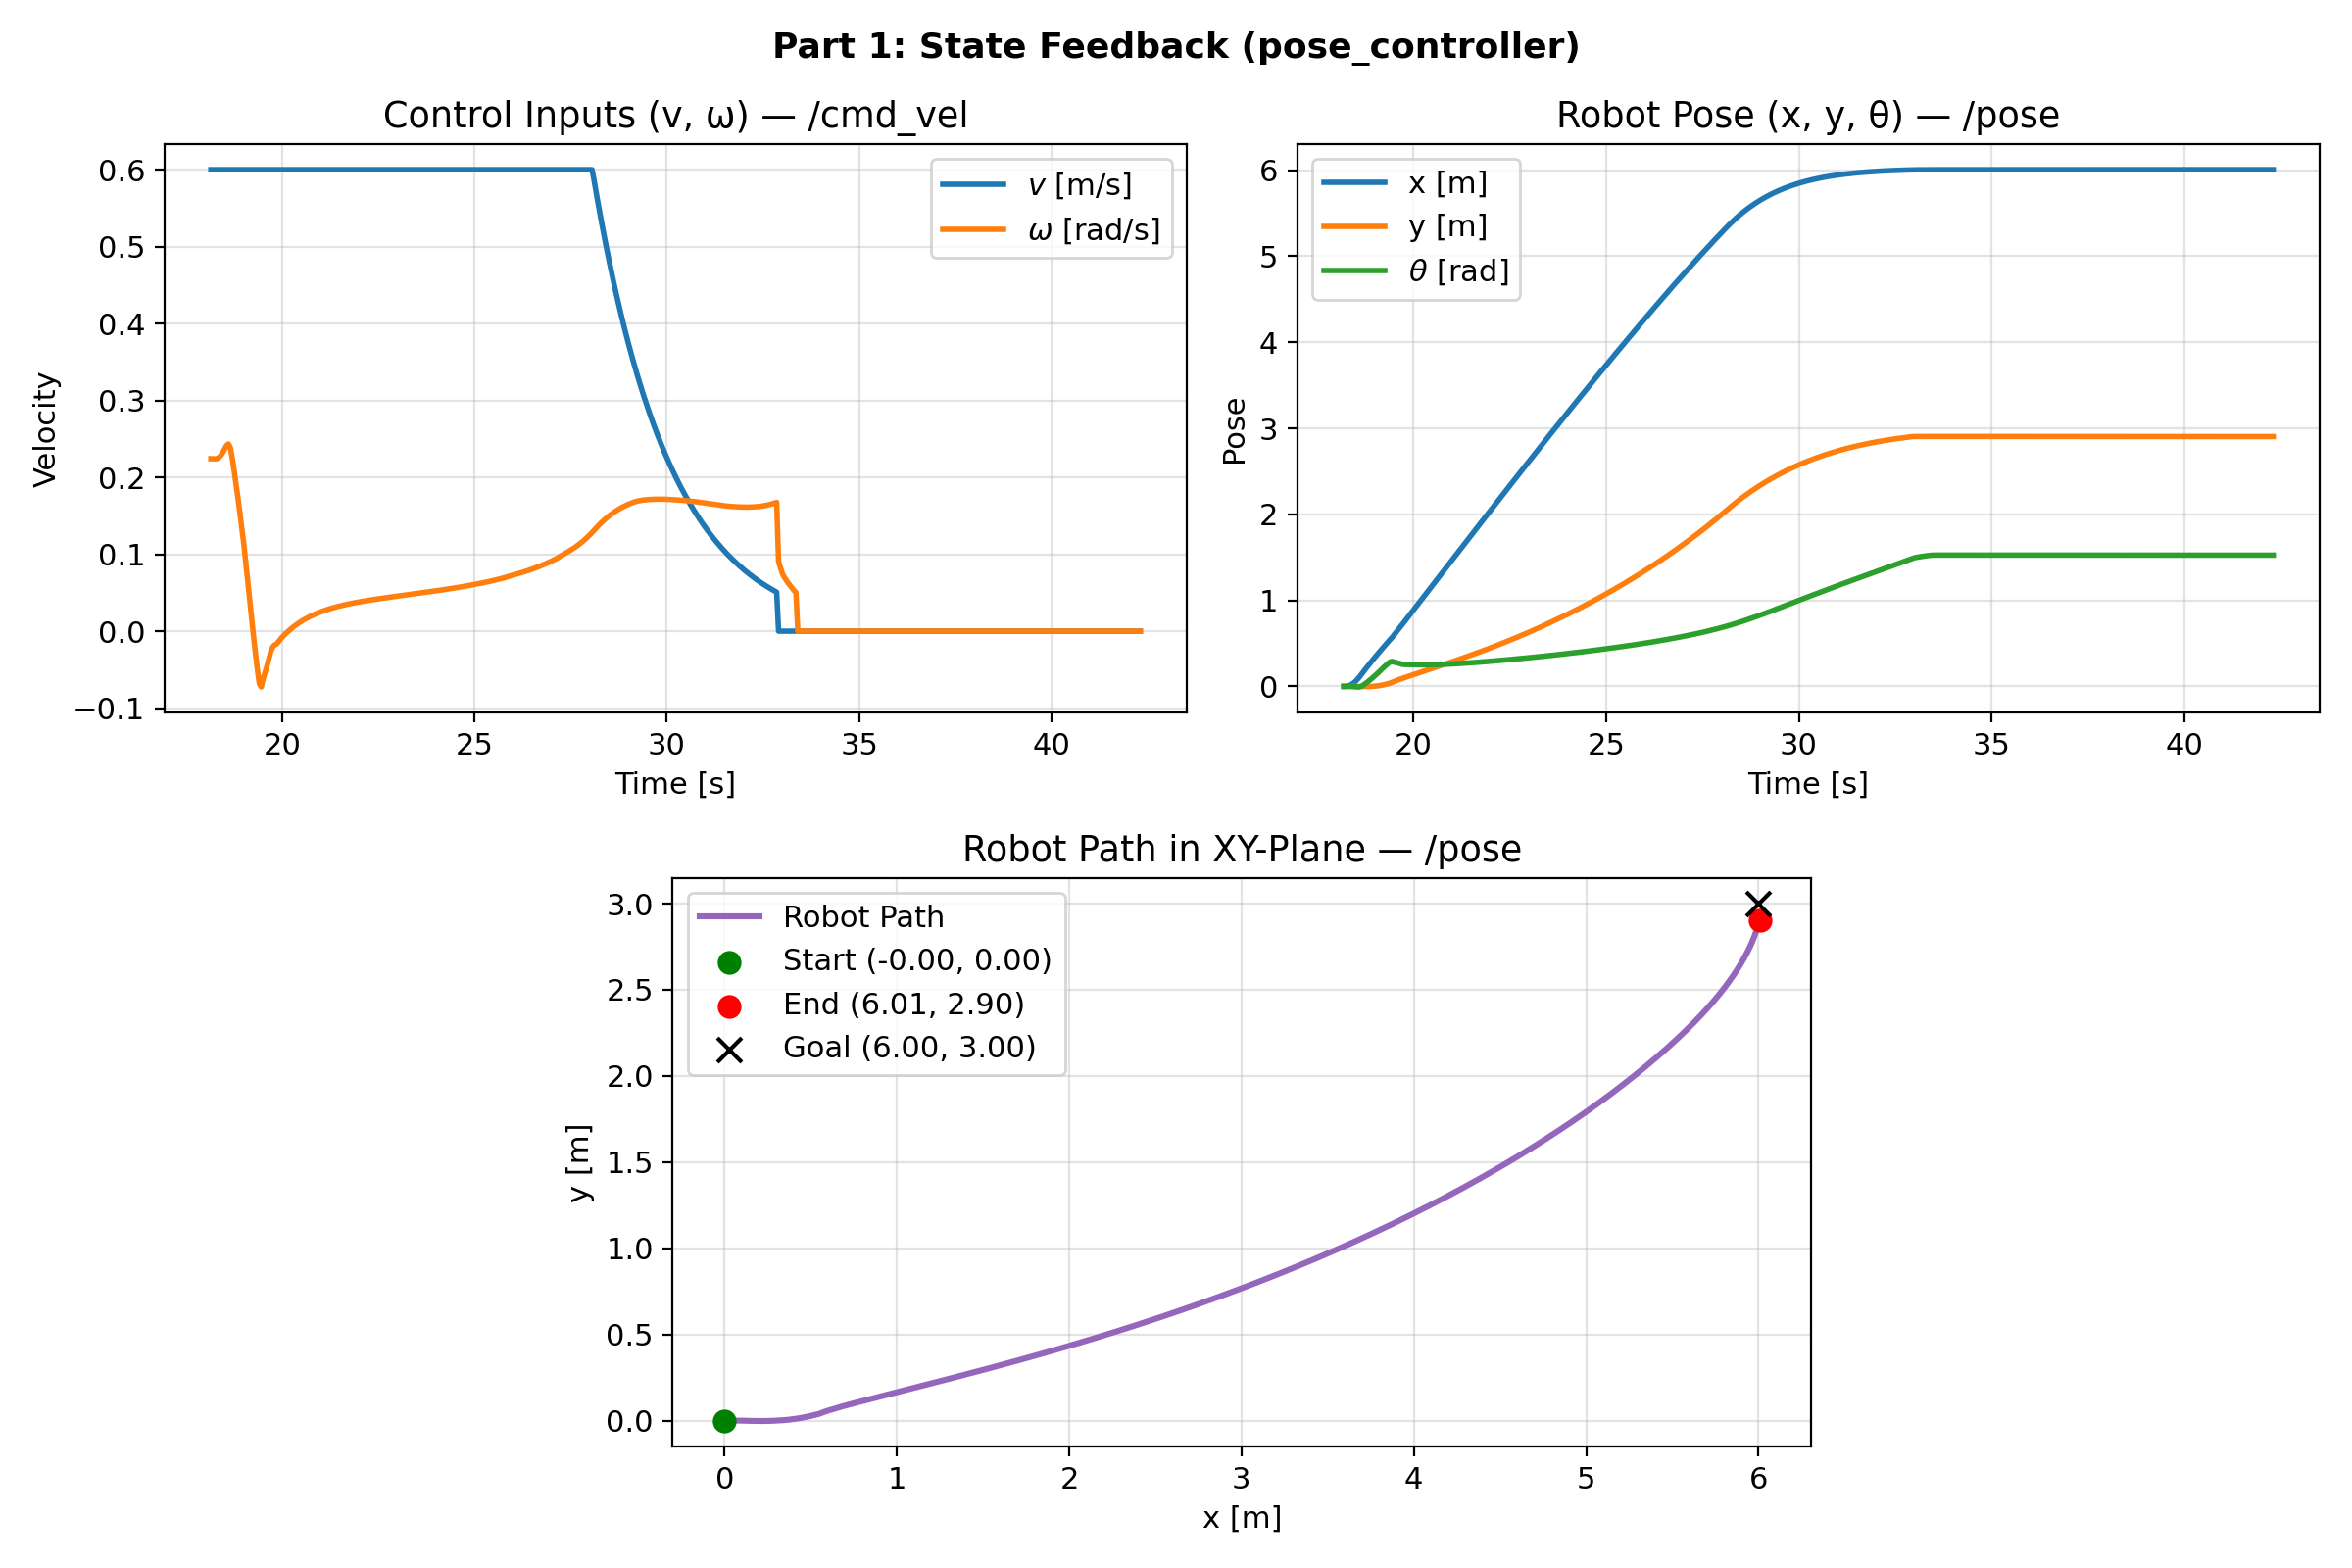 Part 1: State Feedback (pose_controller)
Control Inputs (v, ω) — /cmd_vel
0.6
0.5
0.4
0.3
0.2
0.1
0.0
−0.1
Velocity
v [m/s]
ω [rad/s]
20 25 30 35 40
Time [s]
Robot Pose (x, y, θ) — /pose
6
5
4
3
2
1
0
Pose
x [m]
y [m]
θ [rad]
20 25 30 35 40
Time [s]
Robot Path in XY-Plane — /pose
3.0
2.5
2.0
1.5
1.0
0.5
0.0
y [m]
Robot Path
Start (-0.00, 0.00)
End (6.01, 2.90)
Goal (6.00, 3.00)
0 1 2 3 4 5 6
x [m]